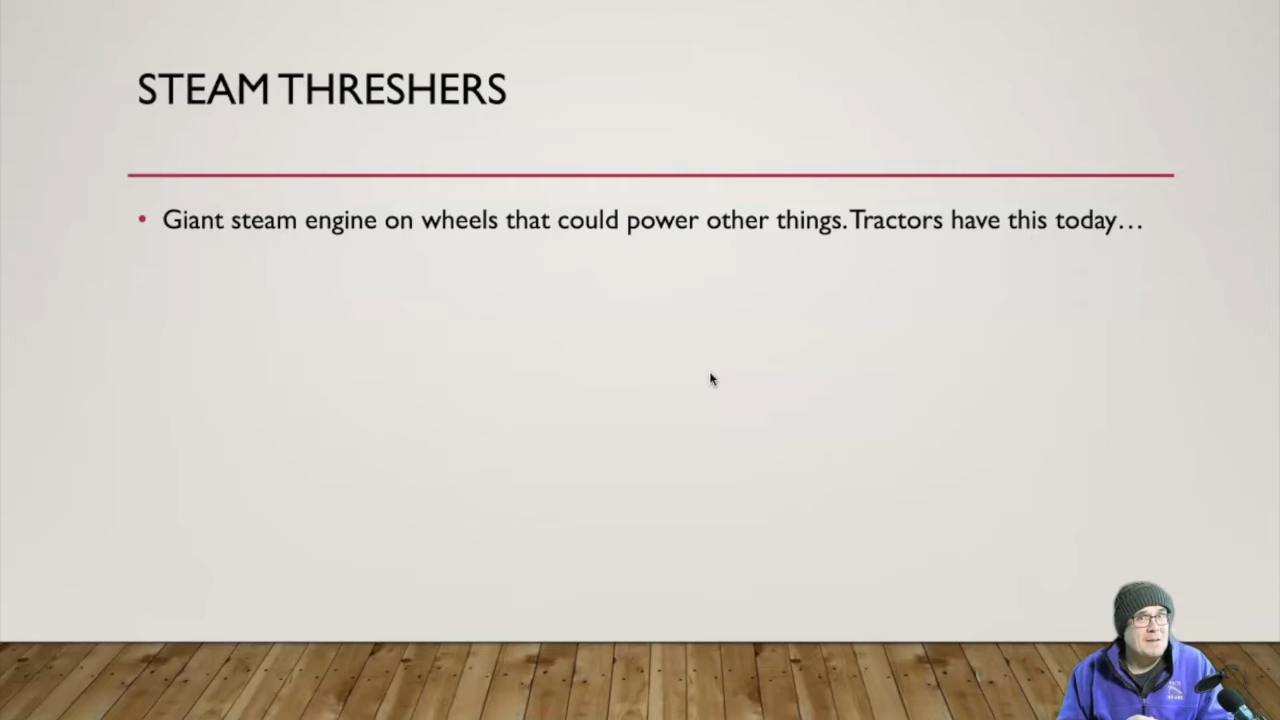 STEAM THRESHERS
• Giant steam engine on wheels that could power other things. Tractors have this today…